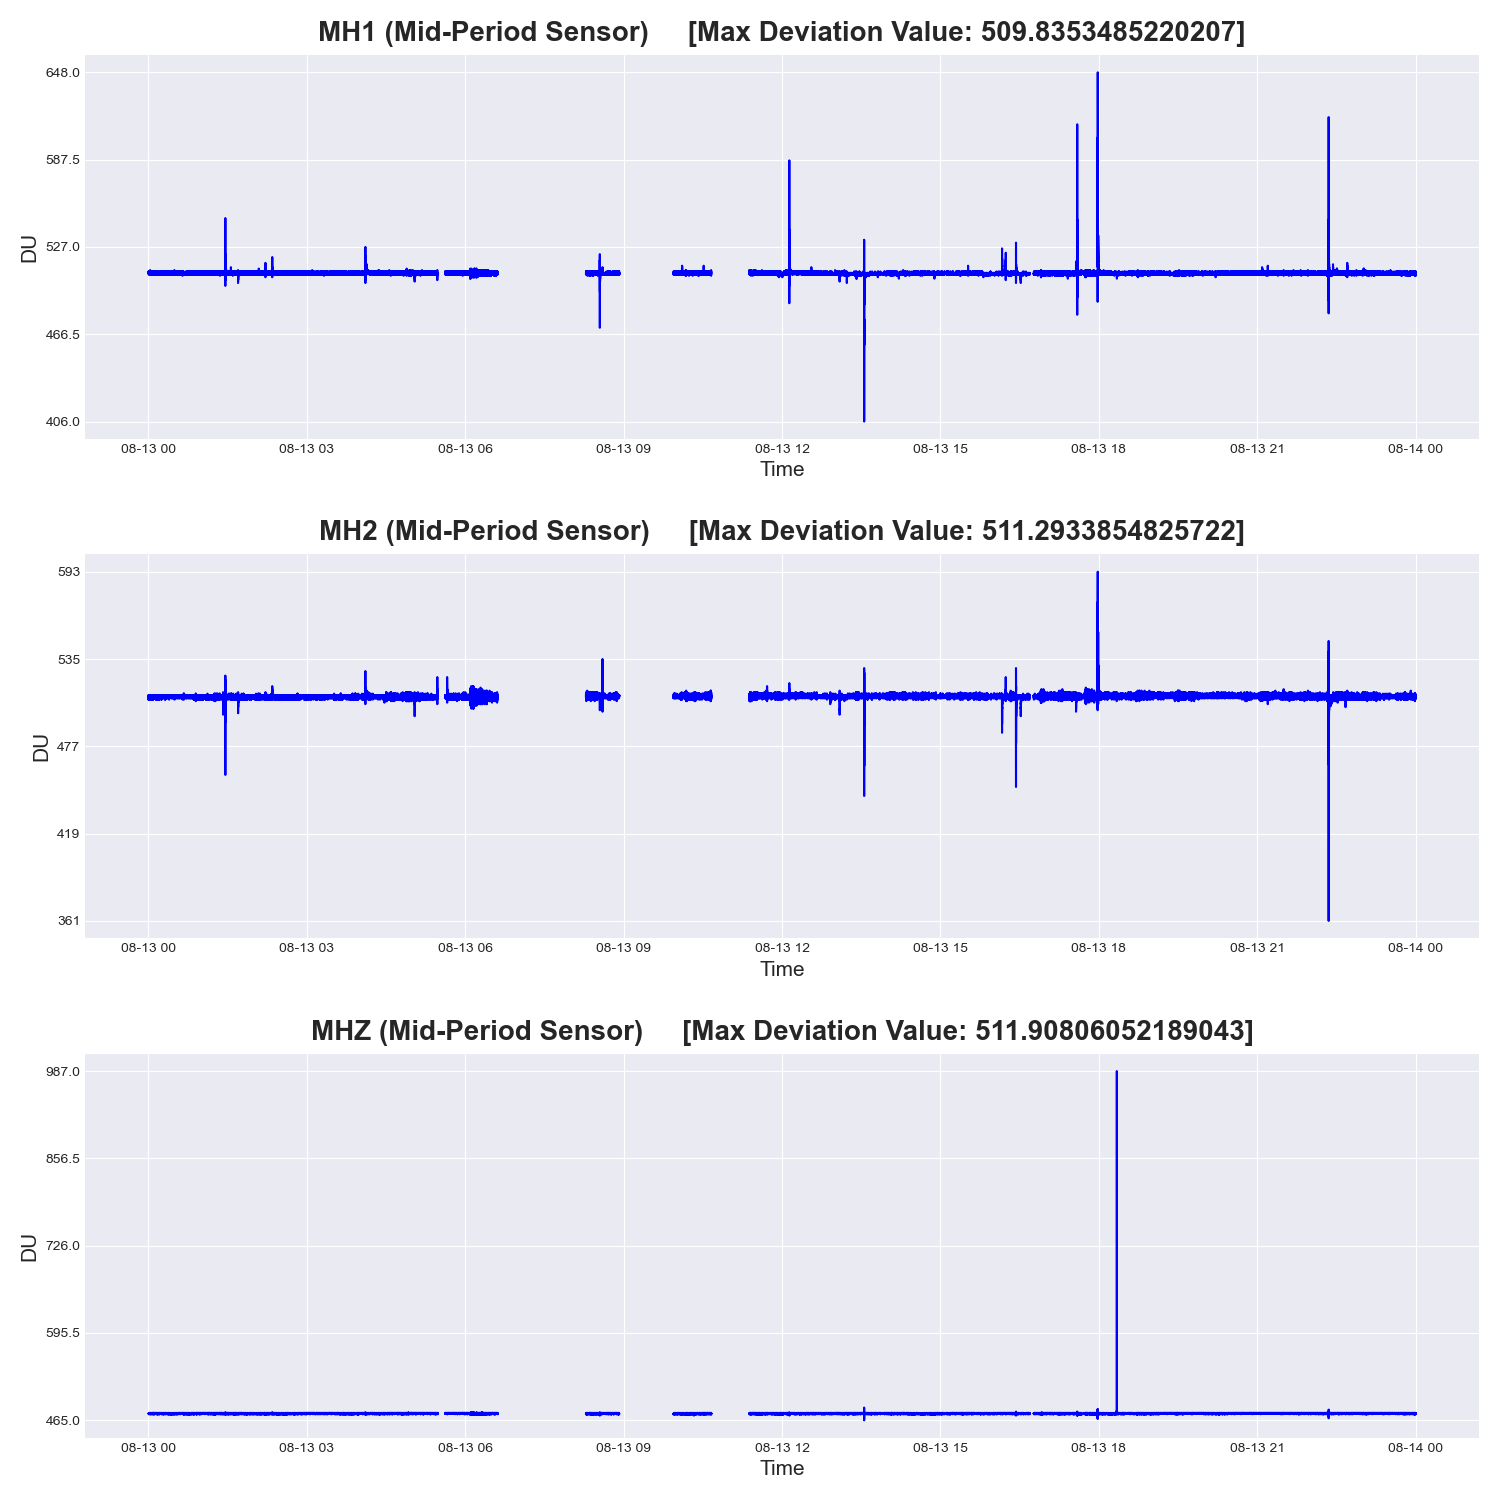 MH1 (Mid-Period Sensor) [Max Deviation Value: 509.8353485220207]
648.0
587.5
527.0
466.5
406.0
DU
08-13 00 08-13 03 08-13 06 08-13 09 08-13 12 08-13 15 08-13 18 08-13 21 08-14 00
Time
MH2 (Mid-Period Sensor) [Max Deviation Value: 511.2933854825722]
593
535
477
419
361
DU
08-13 00 08-13 03 08-13 06 08-13 09 08-13 12 08-13 15 08-13 18 08-13 21 08-14 00
Time
MHZ (Mid-Period Sensor) [Max Deviation Value: 511.90806052189043]
987.0
856.5
726.0
595.5
465.0
DU
08-13 00 08-13 03 08-13 06 08-13 09 08-13 12 08-13 15 08-13 18 08-13 21 08-14 00
Time